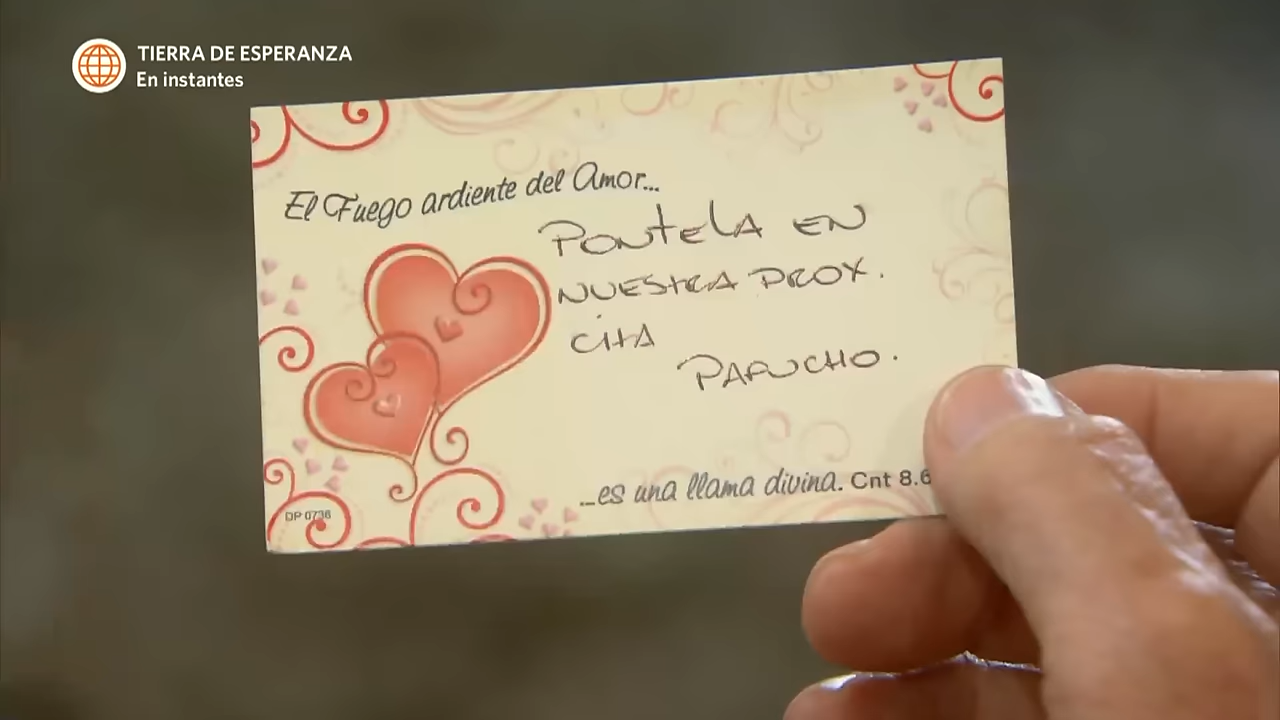 TIERRA DE ESPERANZA
En instantes
El Fuego ardiente del Amor...
PONTELA EN
NUESTRA PROX.
CITA
PAPUCHO.
...es una llama divina. Cnt 8.6
DP 0736